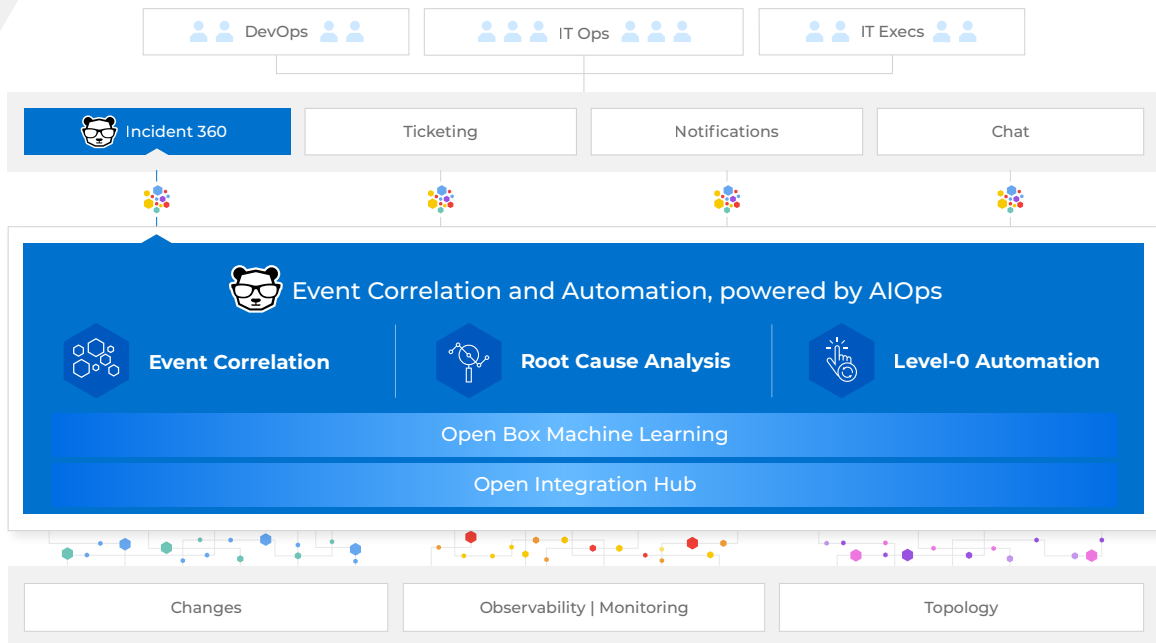 DevOps
IT Ops
IT Execs
Incident 360
Ticketing
Notifications
Chat
Event Correlation and Automation, powered by AIOps
Event Correlation
Root Cause Analysis
Level-0 Automation
Open Box Machine Learning
Open Integration Hub
Changes
Observability | Monitoring
Topology